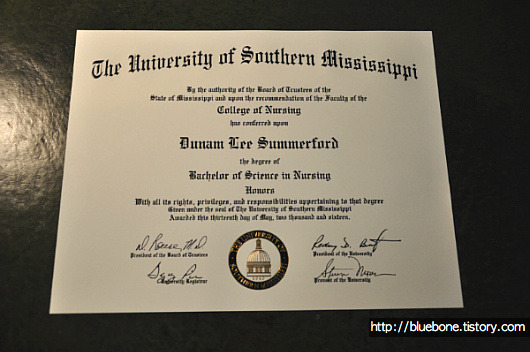 The University of Southern Mississippi
By the authority of the Board of Trustees of the
State of Mississippi and upon the recommendation of the Faculty of the
College of Nursing
has conferred upon
Dunam Lee Summerford
the degree of
Bachelor of Science in Nursing
Honors
With all its rights, privileges, and responsibilities appertaining to that degree
Given under the seal of The University of Southern Mississippi
Awarded this thirteenth day of May, two thousand and sixteen.
President of the Board of Trustees
President of the University
University Registrar
Provost of the University
http://bluebone.tistory.com